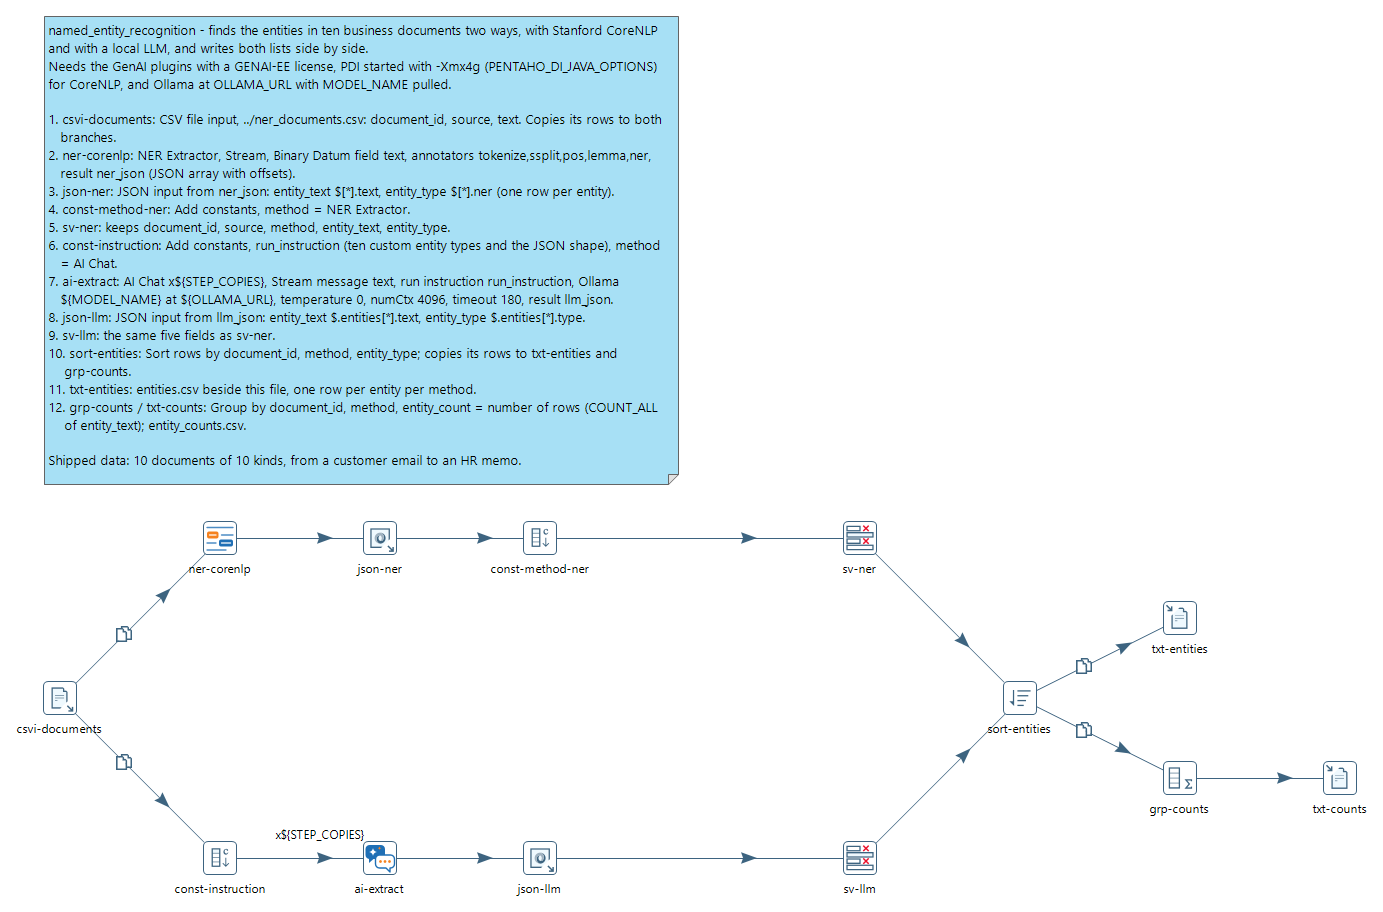 named_entity_recognition - finds the entities in ten business documents two ways, with Stanford CoreNLP
and with a local LLM, and writes both lists side by side.
Needs the GenAI plugins with a GENAI-EE license, PDI started with -Xmx4g (PENTAHO_DI_JAVA_OPTIONS)
for CoreNLP, and Ollama at OLLAMA_URL with MODEL_NAME pulled.
1. csvi-documents: CSV file input, ../ner_documents.csv: document_id, source, text. Copies its rows to both
branches.
2. ner-corenlp: NER Extractor, Stream, Binary Datum field text, annotators tokenize,ssplit,pos,lemma,ner,
result ner_json (JSON array with offsets).
3. json-ner: JSON input from ner_json: entity_text $[*].text, entity_type $[*].ner (one row per entity).
4. const-method-ner: Add constants, method = NER Extractor.
5. sv-ner: keeps document_id, source, method, entity_text, entity_type.
6. const-instruction: Add constants, run_instruction (ten custom entity types and the JSON shape), method
= AI Chat.
7. ai-extract: AI Chat x${STEP_COPIES}, Stream message text, run instruction run_instruction, Ollama
${MODEL_NAME} at ${OLLAMA_URL}, temperature 0, numCtx 4096, timeout 180, result llm_json.
8. json-llm: JSON input from llm_json: entity_text $.entities[*].text, entity_type $.entities[*].type.
9. sv-llm: the same five fields as sv-ner.
10. sort-entities: Sort rows by document_id, method, entity_type; copies its rows to txt-entities and
grp-counts.
11. txt-entities: entities.csv beside this file, one row per entity per method.
12. grp-counts / txt-counts: Group by document_id, method, entity_count = number of rows (COUNT_ALL
of entity_text); entity_counts.csv.
Shipped data: 10 documents of 10 kinds, from a customer email to an HR memo.
ner-corenlp
json-ner
const-method-ner
sv-ner
txt-entities
csvi-documents
sort-entities
grp-counts
txt-counts
x${STEP_COPIES}
const-instruction
ai-extract
json-llm
sv-llm